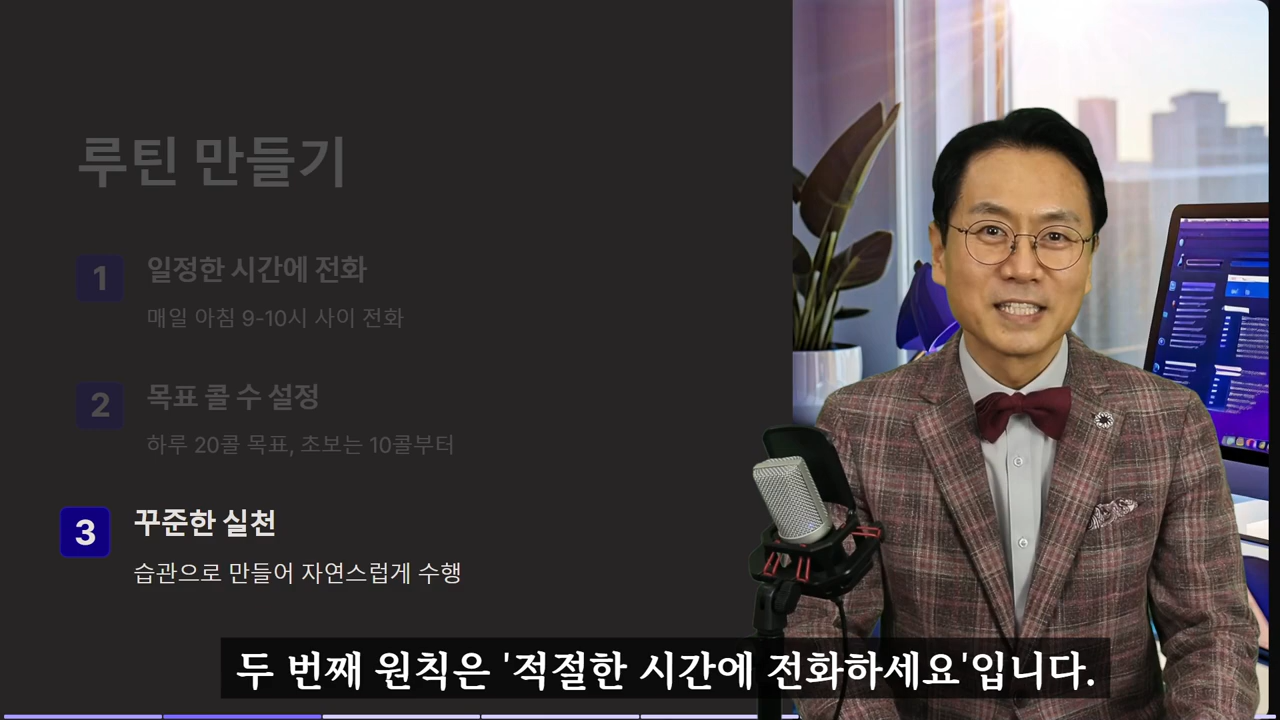 루틴 만들기
1
일정한 시간에 전화
매일 아침 9-10시 사이 전화
2
목표 콜 수 설정
하루 20콜 목표, 초보는 10콜부터
3
꾸준한 실천
습관으로 만들어 자연스럽게 수행
두 번째 원칙은 '적절한 시간에 전화하세요'입니다.